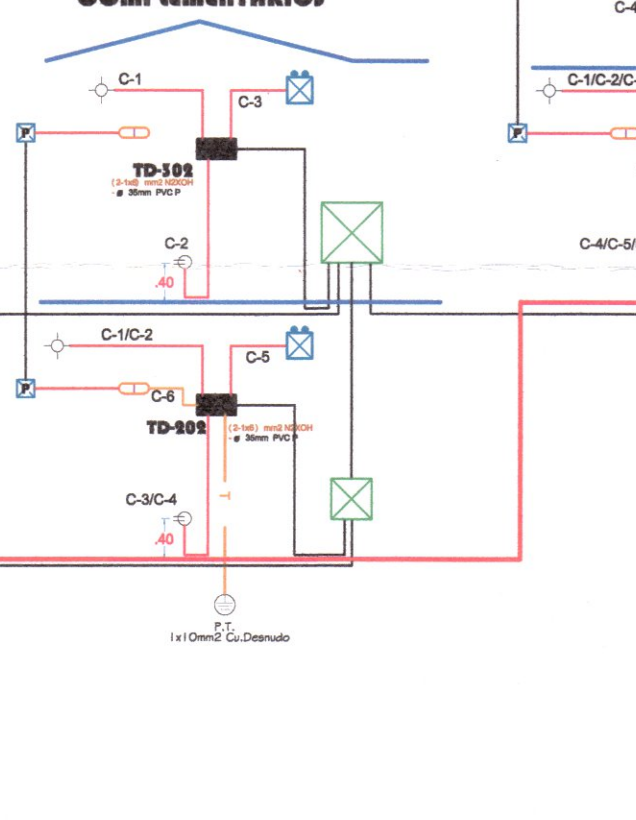 C-4
C-1
C-3
C-1/C-2/C-
P
P
TD-302
(2-1x6) mm2 N2XOH
- ø 35mm PVC P
C-2
C-4/C-5/
.40
C-1/C-2
C-5
P
C-6
TD-202
(2-1x6) mm2 N2XOH
- ø 35mm PVC P
T
C-3/C-4
.40
P.T.
1x10mm2 Cu.Desnudo